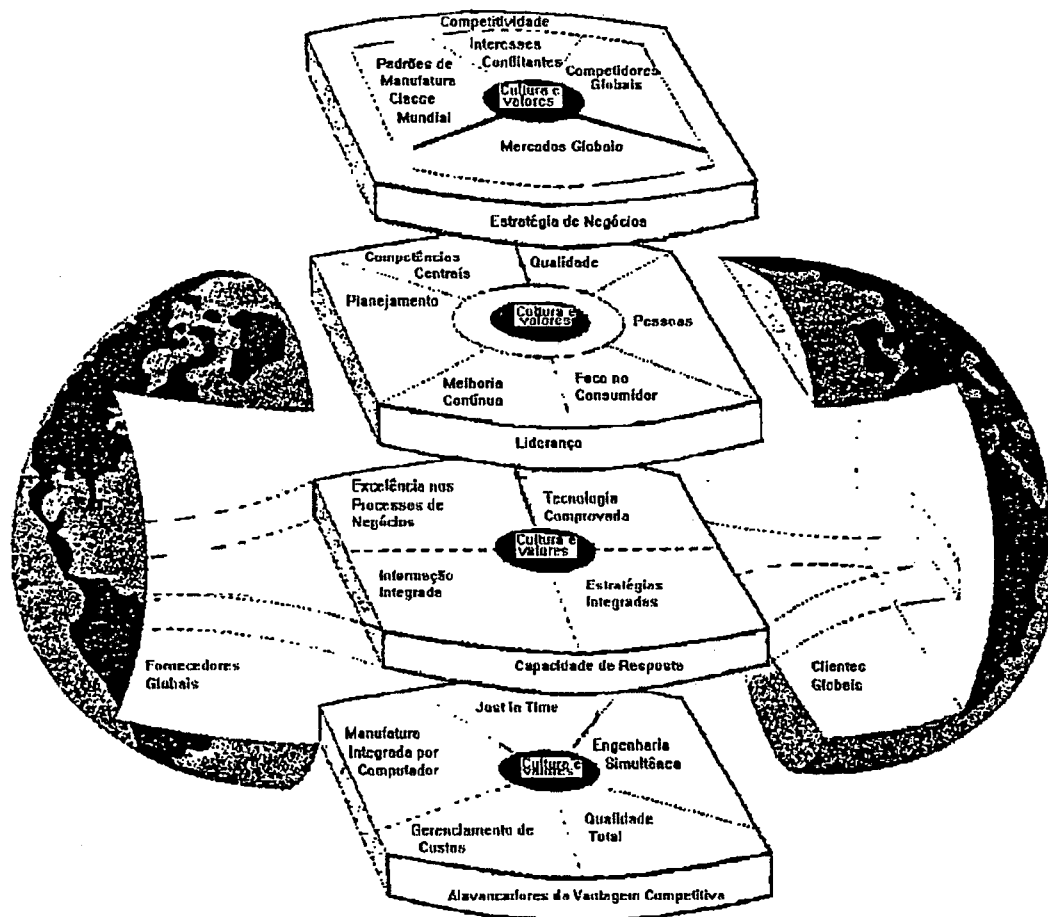 Competitividade
Interesses
Conflitantes
Padrões de
Manufatura
Classe
Mundial
Competidores
Globais
Cultura e
valores
Mercados Globais
Estratégia de Negócios
Competências
Centrais
Qualidade
Planejamento
Cultura e
valores
Pessoas
Melhoria
Contínua
Foco no
Consumidor
Liderança
Excelência nos
Processos de
Negócios
Tecnologia
Comprovada
Cultura e
valores
Informação
Integrada
Estratégias
Integradas
Capacidade de Resposta
Fornecedores
Globais
Clientes
Globais
Just in Time
Manufatura
Integrada por
Computador
Engenharia
Simultânea
Cultura e
valores
Gerenciamento de
Custos
Qualidade
Total
Alavancadores da Vantagem Competitiva